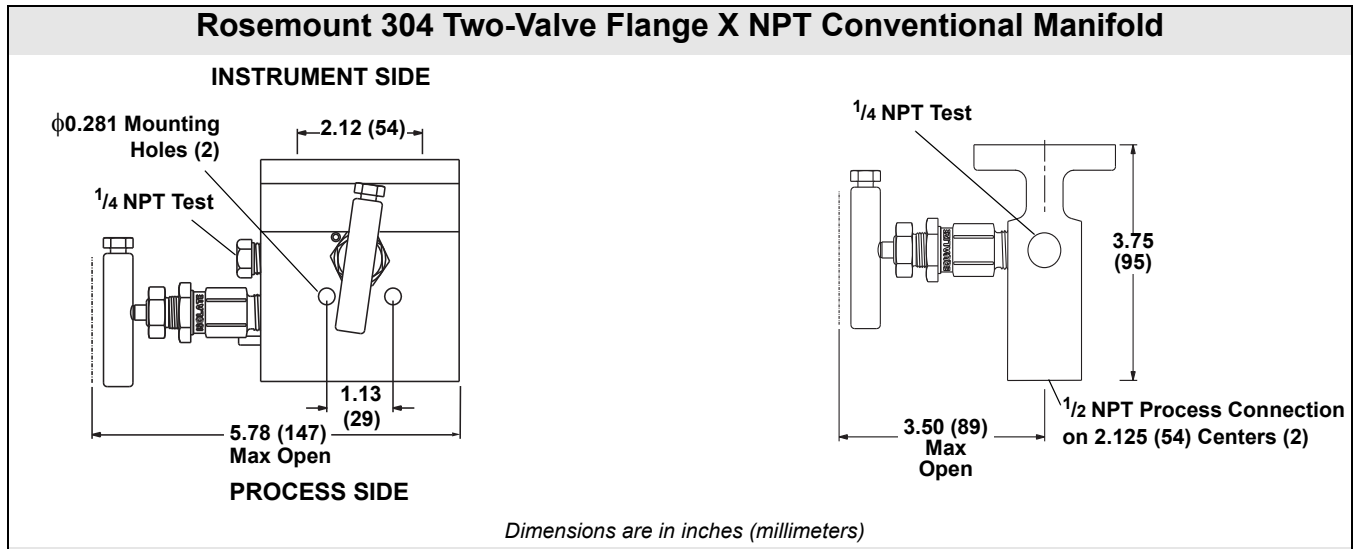 Rosemount 304 Two-Valve Flange X NPT Conventional Manifold
INSTRUMENT SIDE
ϕ0.281 Mounting
Holes (2)
2.12 (54)
1/4 NPT Test
ISOLATE
1.13
(29)
5.78 (147)
Max Open
PROCESS SIDE
1/4 NPT Test
3.75
(95)
3.50 (89)
Max
Open
1/2 NPT Process Connection
on 2.125 (54) Centers (2)
Dimensions are in inches (millimeters)